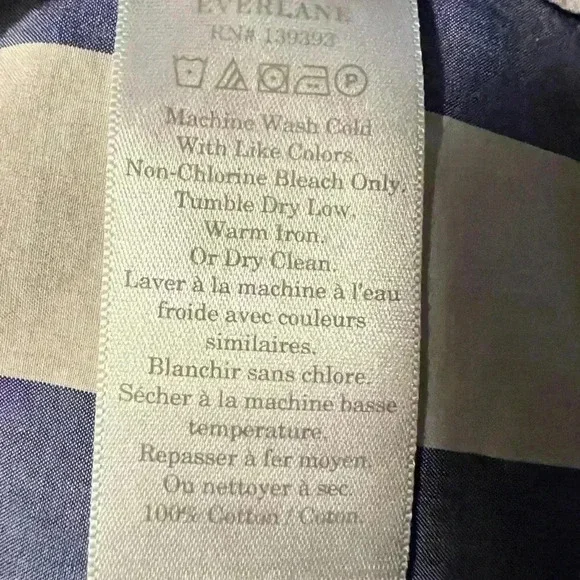 EVERLANE
RN# 139393
P
Machine Wash Cold
With Like Colors.
Non-Chlorine Bleach Only.
Tumble Dry Low.
Warm Iron.
Or Dry Clean.
Laver à la machine à l'eau
froide avec couleurs
similaires.
Blanchir sans chlore.
Sécher à la machine basse
temperature.
Repasser à fer moyen.
Ou nettoyer à sec.
100% Cotton / Coton.